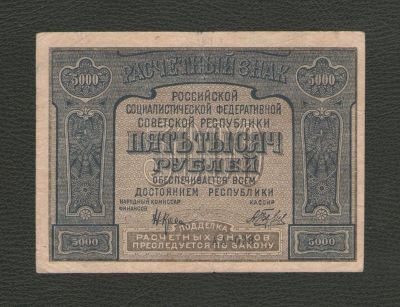 5000 РАСЧЕТНЫЙ ЗНАК 5000
РОССИЙСКОЙ
СОЦИАЛИСТИЧЕСКОЙ ФЕДЕРАТИВНОЙ
СОВЕТСКОЙ РЕСПУБЛИКИ
ПЯТЬ ТЫСЯЧ
РУБЛЕЙ
ОБЕСПЕЧИВАЕТСЯ ВСЕМ
ДОСТОЯНИЕМ РЕСПУБЛИКИ
НАРОДНЫЙ КОМИССАР КАССИР
ФИНАНСОВ
ПОДДЕЛКА
5000 РАСЧЕТНЫХ ЗНАКОВ 5000
ПРЕСЛЕДУЕТСЯ ПО ЗАКОНУ